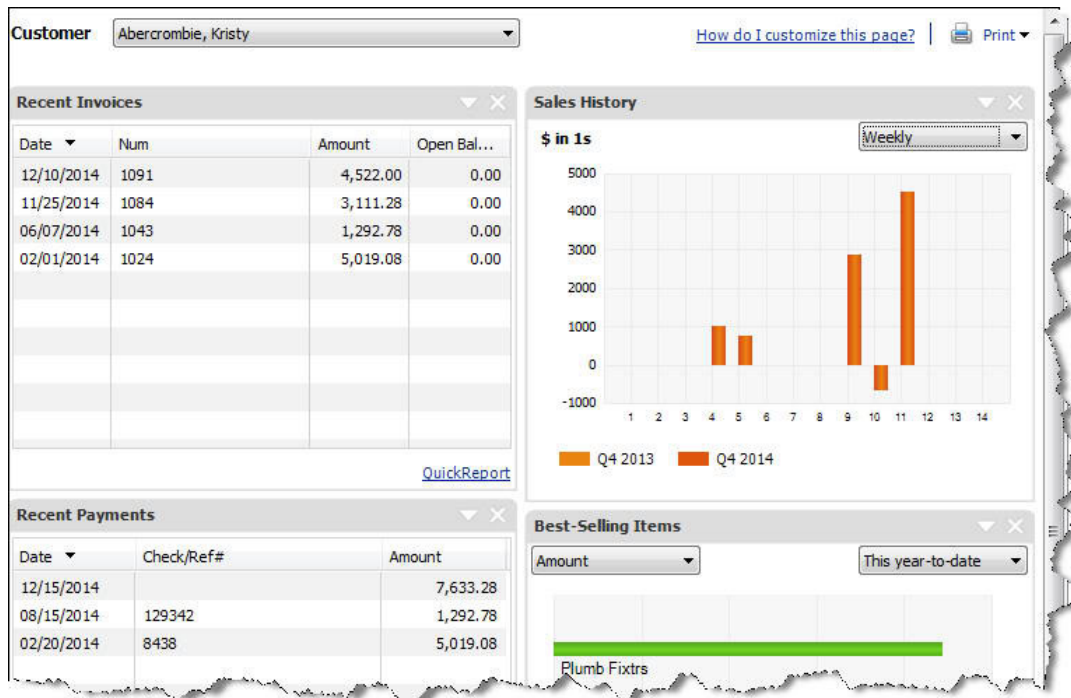 Customer Abercrombie, Kristy How do I customize this page? Print
Recent Invoices
Date Num Amount Open Bal...
12/10/2014 1091 4,522.00 0.00
11/25/2014 1084 3,111.28 0.00
06/07/2014 1043 1,292.78 0.00
02/01/2014 1024 5,019.08 0.00
QuickReport
Sales History
$ in 1s Weekly
5000
4000
3000
2000
1000
0
-1000
1 2 3 4 5 6 7 8 9 10 11 12 13 14
Q4 2013 Q4 2014
Recent Payments
Date Check/Ref# Amount
12/15/2014 7,633.28
08/15/2014 129342 1,292.78
02/20/2014 8438 5,019.08
Best-Selling Items
Amount This year-to-date
Plumb Fixtrs